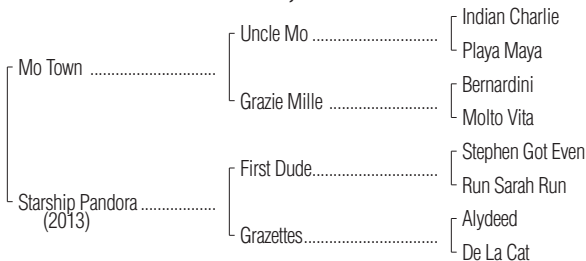 Indian Charlie
Uncle Mo ..............................
Playa Maya
Mo Town ..............................
Bernardini
Grazie Mille ..........................
Molto Vita
Stephen Got Even
First Dude..............................
Run Sarah Run
Starship Pandora ..................
(2013)
Alydeed
Grazettes................................
De La Cat